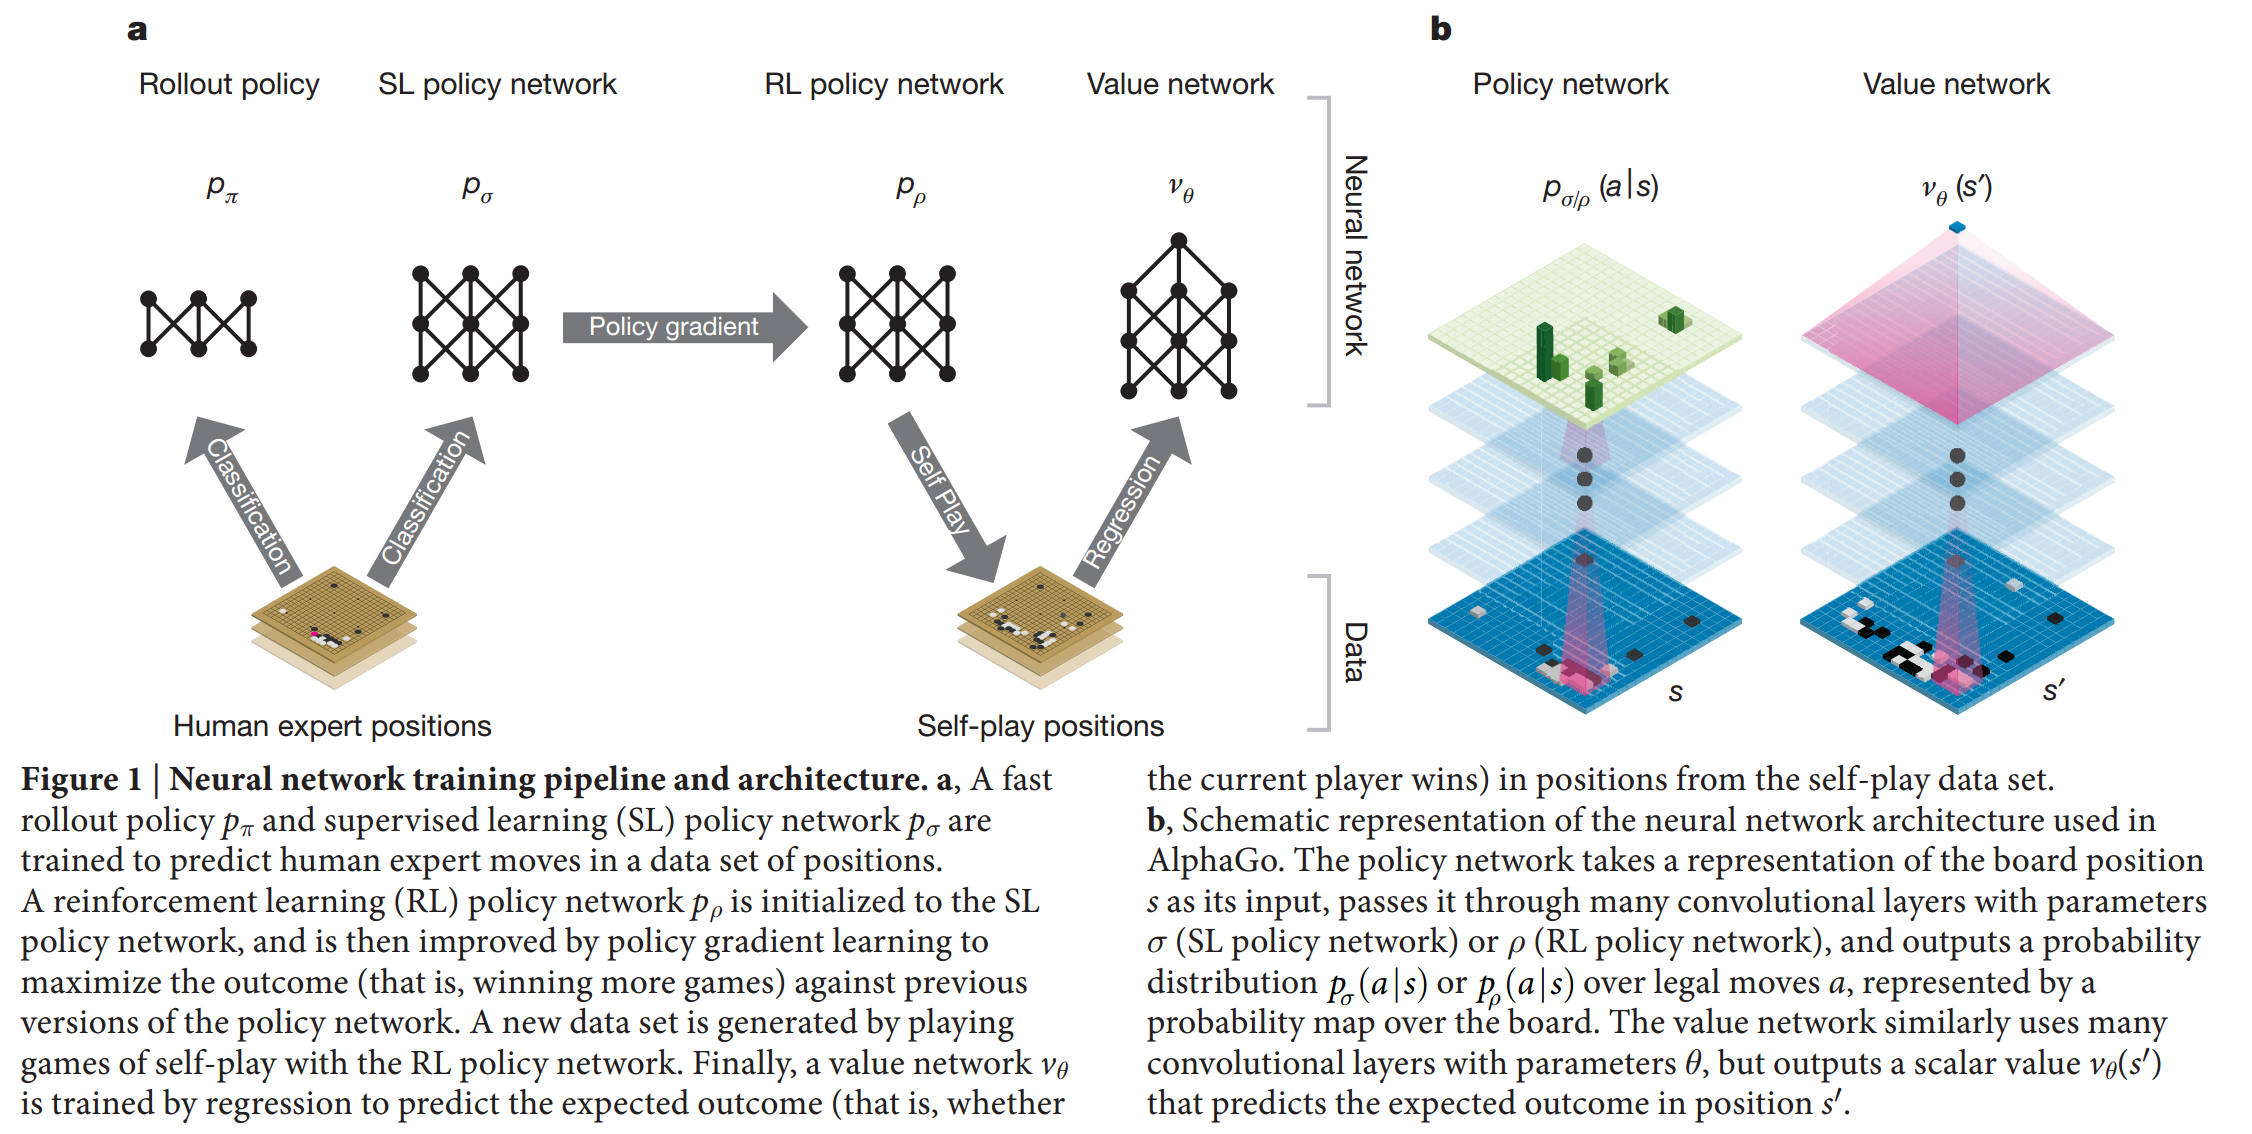 a
Rollout policy
SL policy network
RL policy network
Value network
pπ
pσ
pρ
νθ
Policy gradient
Classification
Classification
Self Play
Regression
Human expert positions
Self-play positions
Neural network
Data
b
Policy network
Value network
pσ/ρ (a|s)
νθ (s′)
s
s′
Figure 1 | Neural network training pipeline and architecture. a, A fast
rollout policy pπ and supervised learning (SL) policy network pσ are
trained to predict human expert moves in a data set of positions.
A reinforcement learning (RL) policy network pρ is initialized to the SL
policy network, and is then improved by policy gradient learning to
maximize the outcome (that is, winning more games) against previous
versions of the policy network. A new data set is generated by playing
games of self-play with the RL policy network. Finally, a value network νθ
is trained by regression to predict the expected outcome (that is, whether
the current player wins) in positions from the self-play data set.
b, Schematic representation of the neural network architecture used in
AlphaGo. The policy network takes a representation of the board position
s as its input, passes it through many convolutional layers with parameters
σ (SL policy network) or ρ (RL policy network), and outputs a probability
distribution pσ(a|s) or pρ(a|s) over legal moves a, represented by a
probability map over the board. The value network similarly uses many
convolutional layers with parameters θ, but outputs a scalar value νθ(s′)
that predicts the expected outcome in position s′.